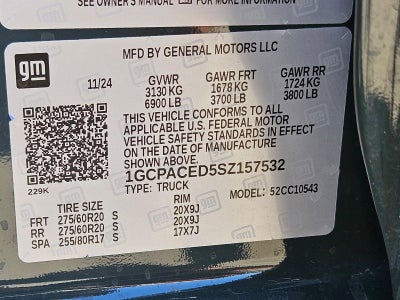 SEE OWNER'S MANUAL FOR MORE INFORMATION
gm
MFD BY GENERAL MOTORS LLC
11/24 GVWR GAWR FRT GAWR RR
3130 KG 1678 KG 1724 KG
6900 LB 3700 LB 3800 LB
THIS VEHICLE CONFORMS TO ALL
APPLICABLE U.S. FEDERAL MOTOR
VEHICLE SAFETY STANDARDS IN EFFECT ON
THE DATE OF MANUFACTURE SHOWN ABOVE.
1GCPACED5SZ157532
229K
TYPE: TRUCK MODEL: 52CC10543
TIRE SIZE RIM
FRT 275/60R20 S 20X9J
RR 275/60R20 S 20X9J
SPA 255/80R17 S 17X7J